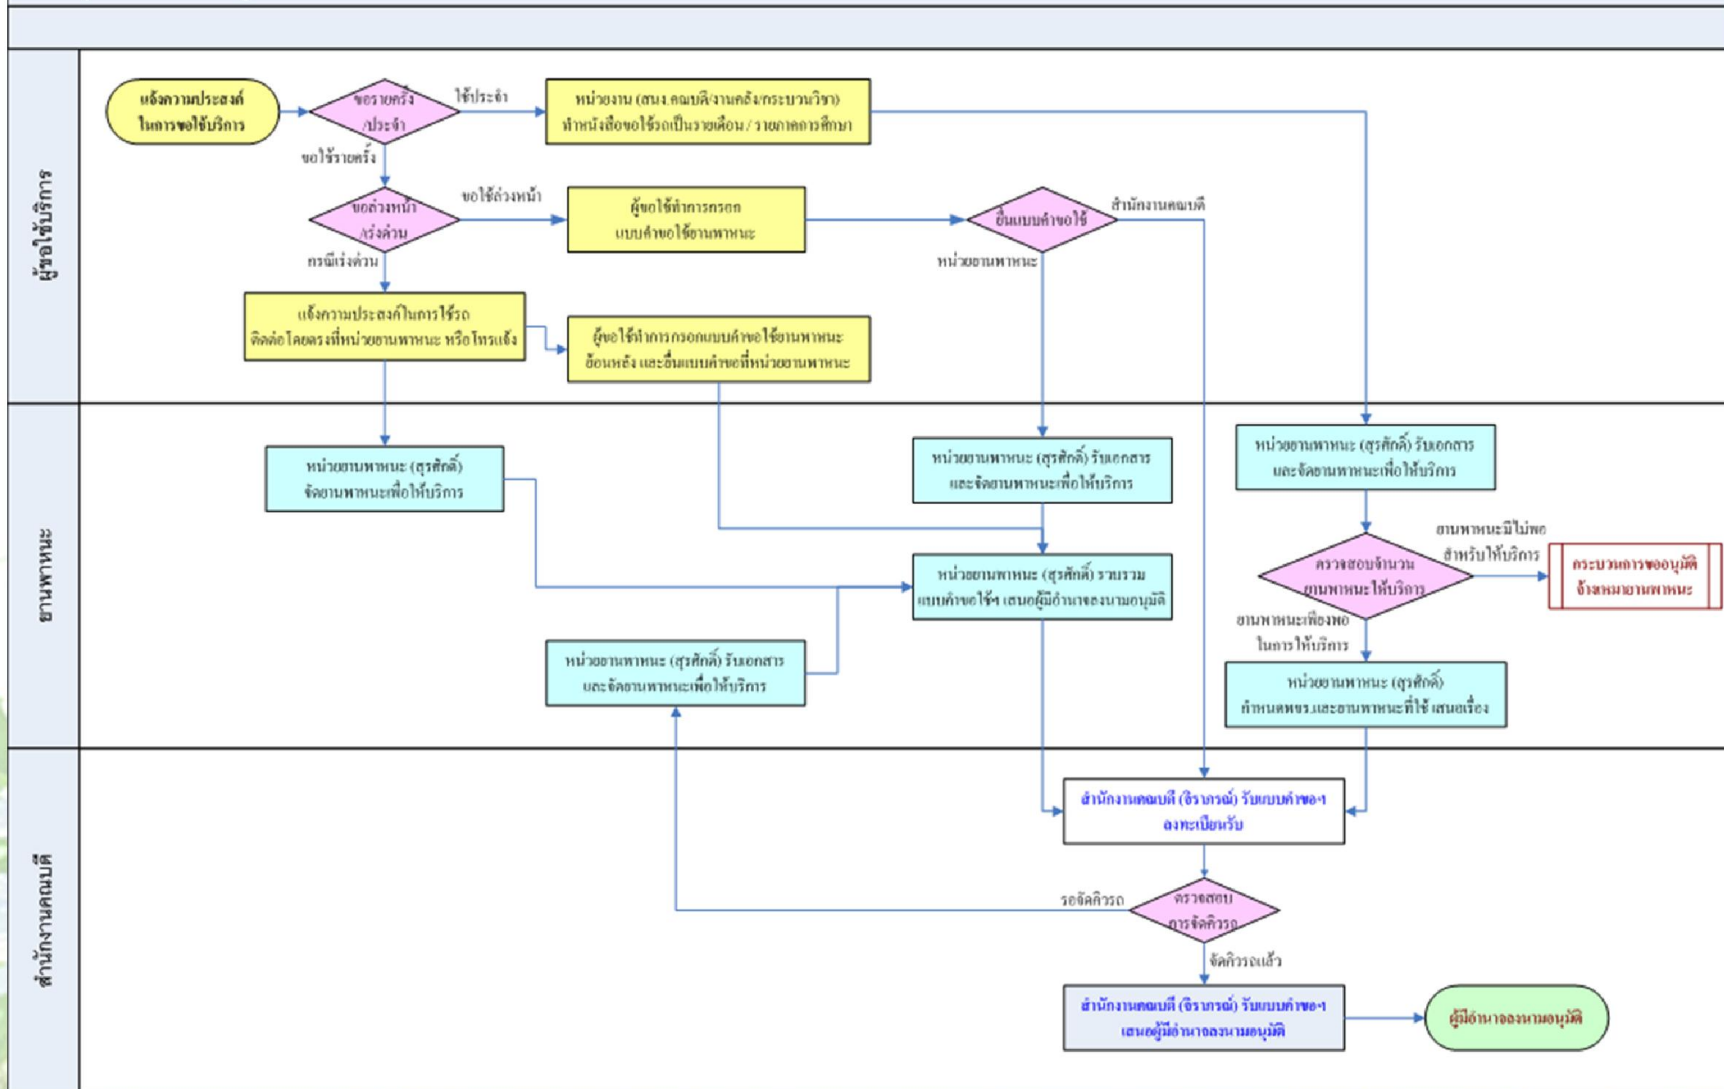 ผู้ขอใช้บริการ
แจ้งความประสงค์
ในการขอใช้บริการ
ขอรายครั้ง
/ประจำ
ใช้ประจำ
หน่วยงาน (สนง.คณบดี/งานคลัง/กระบวนวิชา)
ทำหนังสือขอใช้รถเป็นรายเดือน / รายภาคการศึกษา
ขอใช้รายครั้ง
ขอล่วงหน้า
/เร่งด่วน
ขอใช้ล่วงหน้า
ผู้ขอใช้ทำการกรอก
แบบคำขอใช้ยานพาหนะ
ยื่นแบบคำขอใช้
สำนักงานคณบดี
หน่วยยานพาหนะ
กรณีเร่งด่วน
แจ้งความประสงค์ในการใช้รถ
ติดต่อโดยตรงที่หน่วยยานพาหนะ หรือโทรแจ้ง
ผู้ขอใช้ทำการกรอกแบบคำขอใช้ยานพาหนะ
ย้อนหลัง และยื่นแบบคำขอที่หน่วยยานพาหนะ
ยานพาหนะ
หน่วยยานพาหนะ (สุรศักดิ์)
จัดยานพาหนะเพื่อให้บริการ
หน่วยยานพาหนะ (สุรศักดิ์) รับเอกสาร
และจัดยานพาหนะเพื่อให้บริการ
หน่วยยานพาหนะ (สุรศักดิ์) รับเอกสาร
และจัดยานพาหนะเพื่อให้บริการ
หน่วยยานพาหนะ (สุรศักดิ์) รวบรวม
แบบคำขอใช้ฯ เสนอผู้มีอำนาจลงนามอนุมัติ
ตรวจสอบจำนวน
ยานพาหนะให้บริการ
ยานพาหนะมีไม่พอ
สำหรับให้บริการ
กระบวนการขออนุมัติ
จ้างเหมายานพาหนะ
ยานพาหนะเพียงพอ
ในการให้บริการ
หน่วยยานพาหนะ (สุรศักดิ์) รับเอกสาร
และจัดยานพาหนะเพื่อให้บริการ
หน่วยยานพาหนะ (สุรศักดิ์)
กำหนดพขร.และยานพาหนะที่ใช้ เสนอเรื่อง
สำนักงานคณบดี
สำนักงานคณบดี (จิราภรณ์) รับแบบคำขอฯ
ลงทะเบียนรับ
ตรวจสอบ
การจัดคิวรถ
รอจัดคิวรถ
จัดคิวรถแล้ว
สำนักงานคณบดี (จิราภรณ์) รับแบบคำขอฯ
เสนอผู้มีอำนาจลงนามอนุมัติ
ผู้มีอำนาจลงนามอนุมัติ